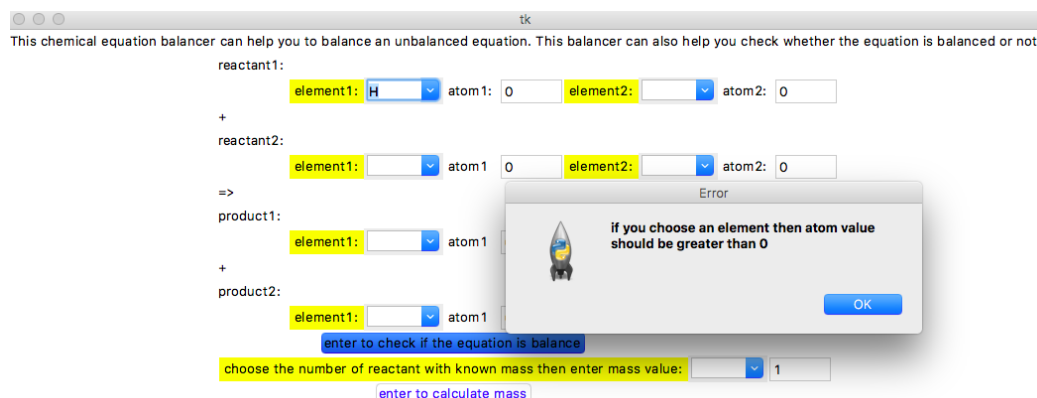 tk
This chemical equation balancer can help you to balance an unbalanced equation. This balancer can also help you check whether the equation is balanced or not
reactant1:
element1: H atom1: 0 element2: atom2: 0
+
reactant2:
element1: atom1 0 element2: atom2: 0
=>
Error
product1:
if you choose an element then atom value
should be greater than 0
element1: atom1
+
product2:
OK
element1: atom1
enter to check if the equation is balance
choose the number of reactant with known mass then enter mass value: 1
enter to calculate mass